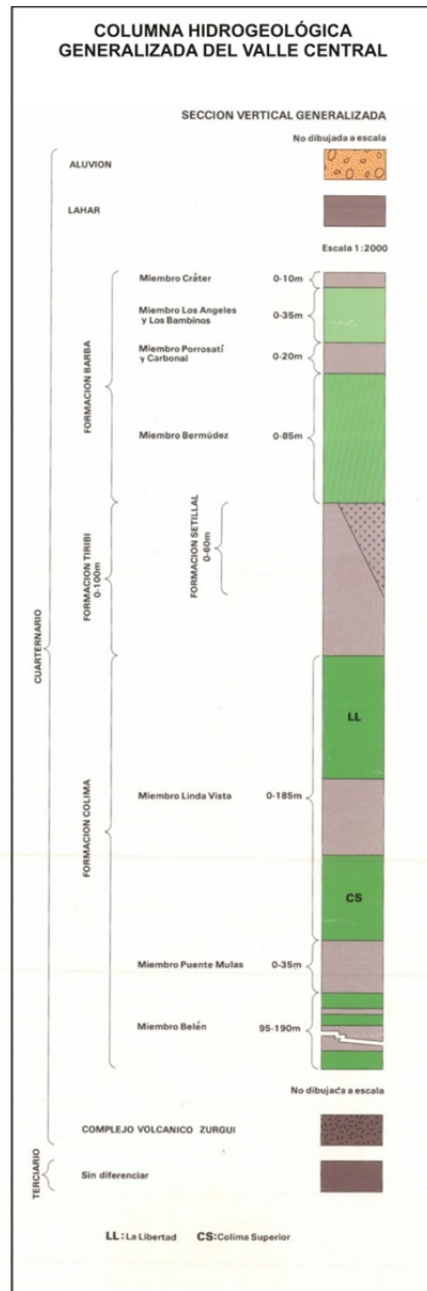 COLUMNA HIDROGEOLÓGICA
GENERALIZADA DEL VALLE CENTRAL
SECCION VERTICAL GENERALIZADA
No dibujada a escala
ALUVION
LAHAR
Escala 1:2000
CUARTERNARIO
FORMACION BARBA
Miembro Cráter 0-10m
Miembro Los Angeles
y Los Bambinos 0-35m
Miembro Porrosatí
y Carbonal 0-20m
Miembro Bermúdez 0-85m
FORMACION TIRIBI
0-100m
FORMACION SETILLAL
0-60m
FORMACION COLIMA
LL
Miembro Linda Vista 0-185m
CS
Miembro Puente Mulas 0-35m
Miembro Belén 95-190m
No dibujada a escala
COMPLEJO VOLCANICO ZURGUI
TERCIARIO
Sin diferenciar
LL: La Libertad CS: Colima Superior